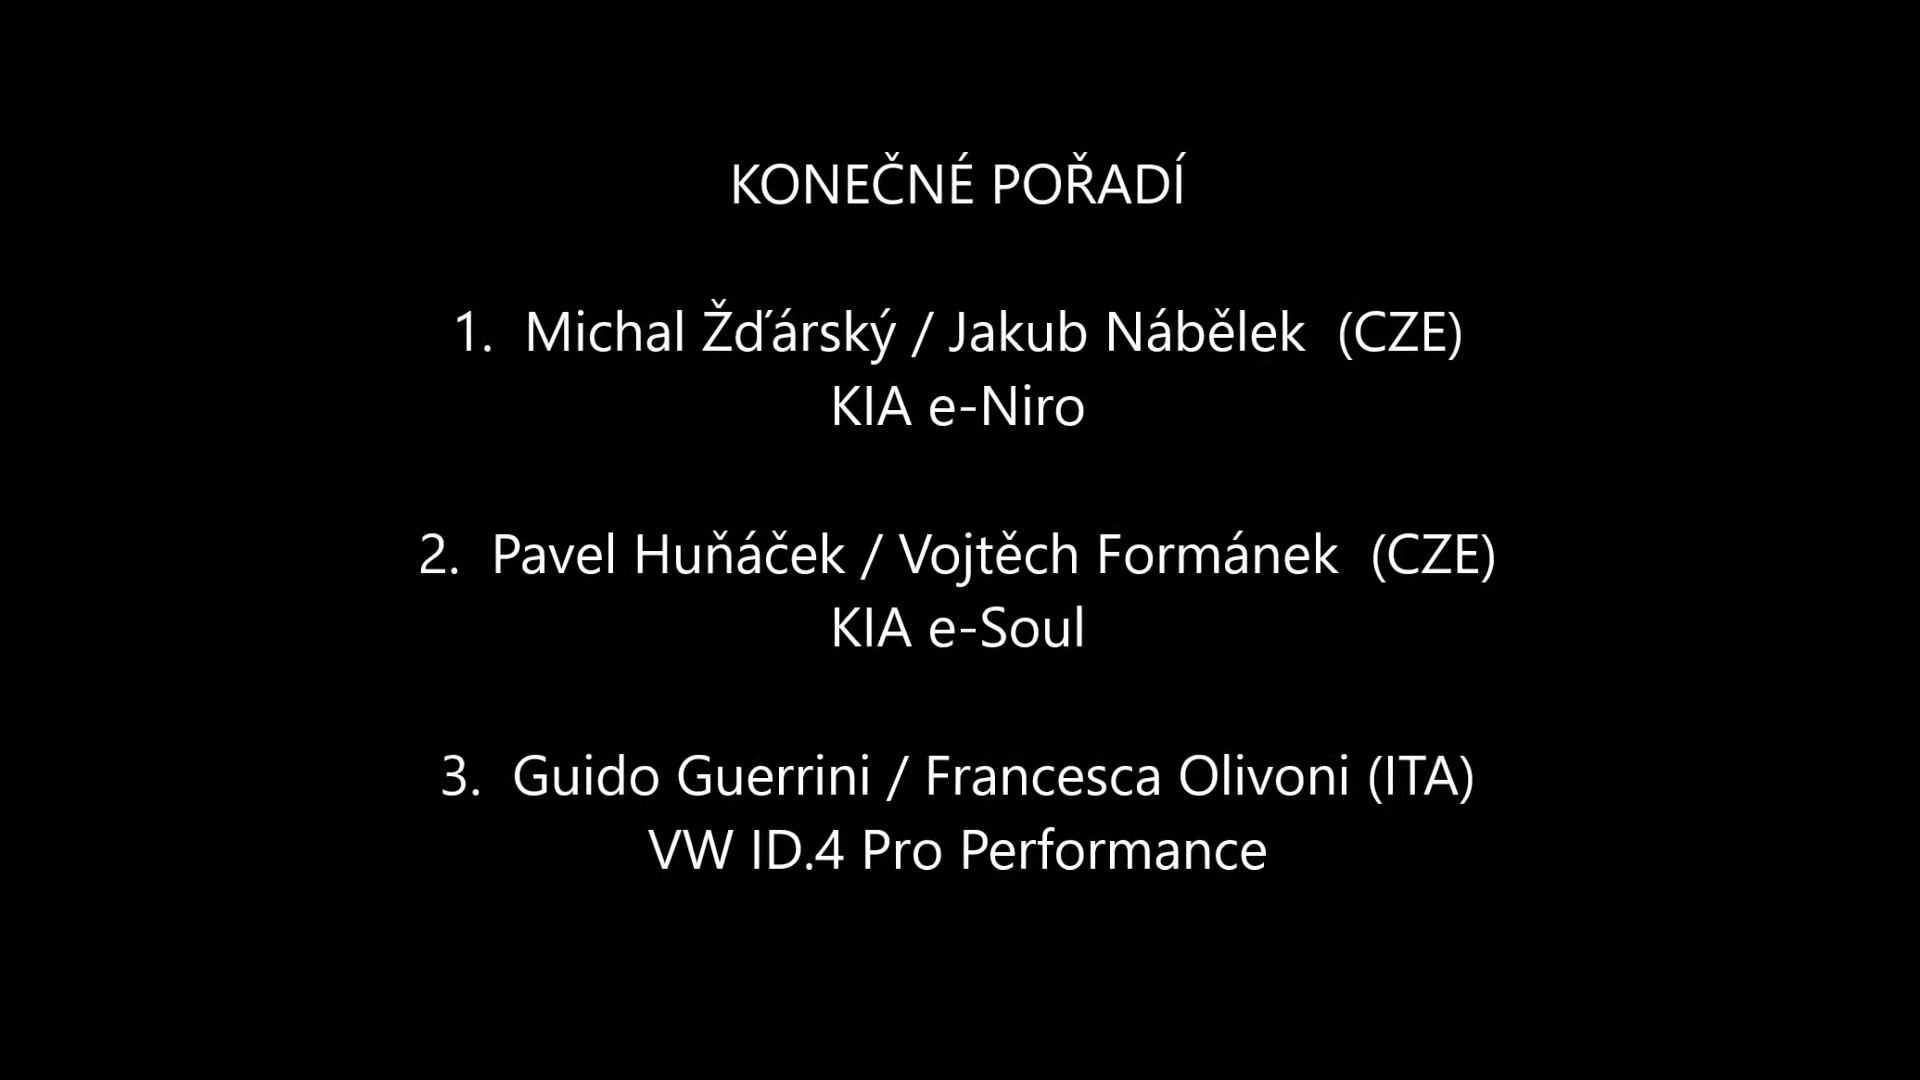 KONEČNÉ POŘADÍ
1. Michal Žďárský / Jakub Nábělek (CZE)
KIA e-Niro
2. Pavel Huňáček / Vojtěch Formánek (CZE)
KIA e-Soul
3. Guido Guerrini / Francesca Olivoni (ITA)
VW ID.4 Pro Performance